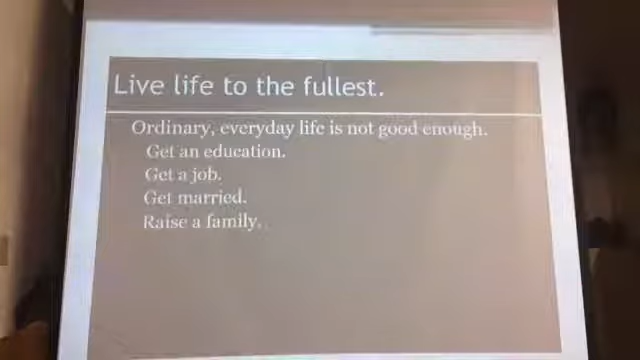 Live life to the fullest.
Ordinary, everyday life is not good enough.
Get an education.
Get a job.
Get married.
Raise a family.